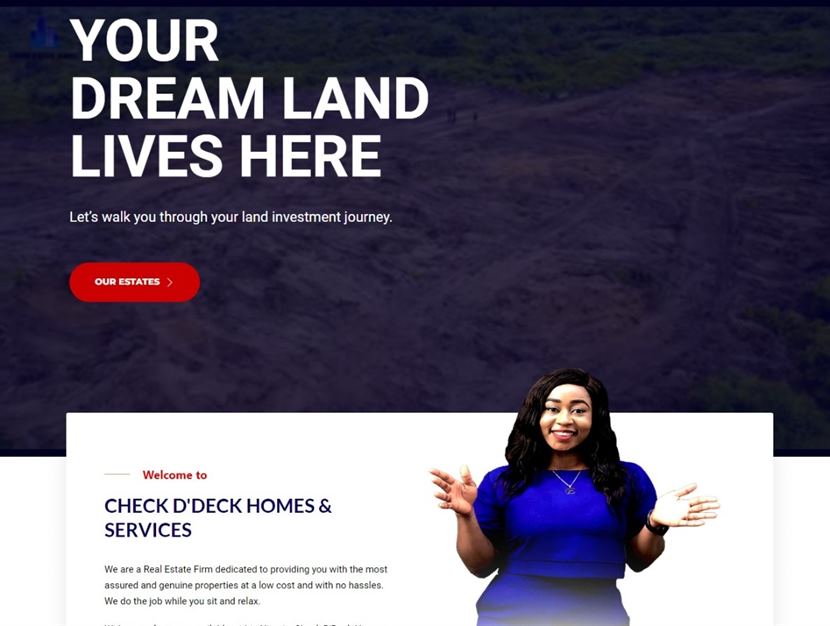 YOUR
DREAM LAND
LIVES HERE
Let's walk you through your land investment journey.
OUR ESTATES
Welcome to
CHECK D'DECK HOMES &
SERVICES
We are a Real Estate Firm dedicated to providing you with the most
assured and genuine properties at a low cost and with no hassles.
We do the job while you sit and relax.